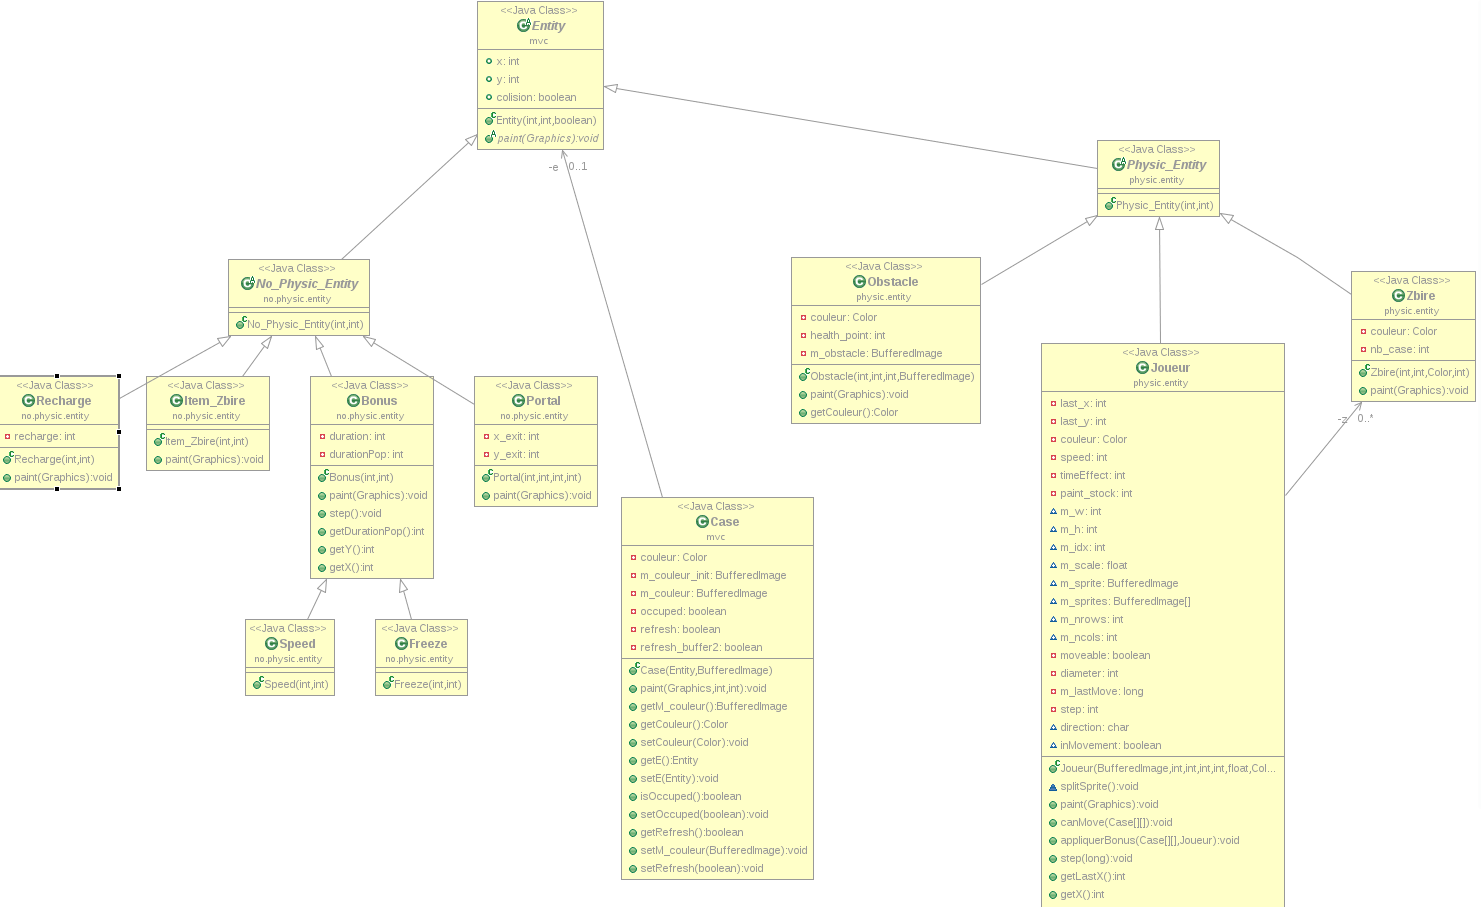 <<Java Class>>
Entity
mvc
x: int
y: int
colision: boolean
Entity(int,int,boolean)
paint(Graphics):void
-e 0..1
<<Java Class>>
Physic_Entity
physic.entity
Physic_Entity(int,int)
<<Java Class>>
No_Physic_Entity
no.physic.entity
No_Physic_Entity(int,int)
<<Java Class>>
Obstacle
physic.entity
couleur: Color
health_point: int
m_obstacle: BufferedImage
Obstacle(int,int,int,BufferedImage)
paint(Graphics):void
getCouleur():Color
<<Java Class>>
Zbire
physic.entity
couleur: Color
nb_case: int
Zbire(int,int,Color,int)
paint(Graphics):void
-z 0..*
<<Java Class>>
Recharge
no.physic.entity
recharge: int
Recharge(int,int)
paint(Graphics):void
<<Java Class>>
Item_Zbire
no.physic.entity
Item_Zbire(int,int)
paint(Graphics):void
<<Java Class>>
Bonus
no.physic.entity
duration: int
durationPop: int
Bonus(int,int)
paint(Graphics):void
step():void
getDurationPop():int
getY():int
getX():int
<<Java Class>>
Portal
no.physic.entity
x_exit: int
y_exit: int
Portal(int,int,int,int)
paint(Graphics):void
<<Java Class>>
Speed
no.physic.entity
Speed(int,int)
<<Java Class>>
Freeze
no.physic.entity
Freeze(int,int)
<<Java Class>>
Case
mvc
couleur: Color
m_couleur_init: BufferedImage
m_couleur: BufferedImage
occuped: boolean
refresh: boolean
refresh_buffer2: boolean
Case(Entity,BufferedImage)
paint(Graphics,int,int):void
getM_couleur():BufferedImage
getCouleur():Color
setCouleur(Color):void
getE():Entity
setE(Entity):void
isOccuped():boolean
setOccuped(boolean):void
getRefresh():boolean
setM_couleur(BufferedImage):void
setRefresh(boolean):void
<<Java Class>>
Joueur
physic.entity
last_x: int
last_y: int
couleur: Color
speed: int
timeEffect: int
paint_stock: int
m_w: int
m_h: int
m_idx: int
m_scale: float
m_sprite: BufferedImage
m_sprites: BufferedImage[]
m_nrows: int
m_ncols: int
moveable: boolean
diameter: int
m_lastMove: long
step: int
direction: char
inMovement: boolean
Joueur(BufferedImage,int,int,int,int,float,Col...
splitSprite():void
paint(Graphics):void
canMove(Case[][]):void
appliquerBonus(Case[][],Joueur):void
step(long):void
getLastX():int
getX():int